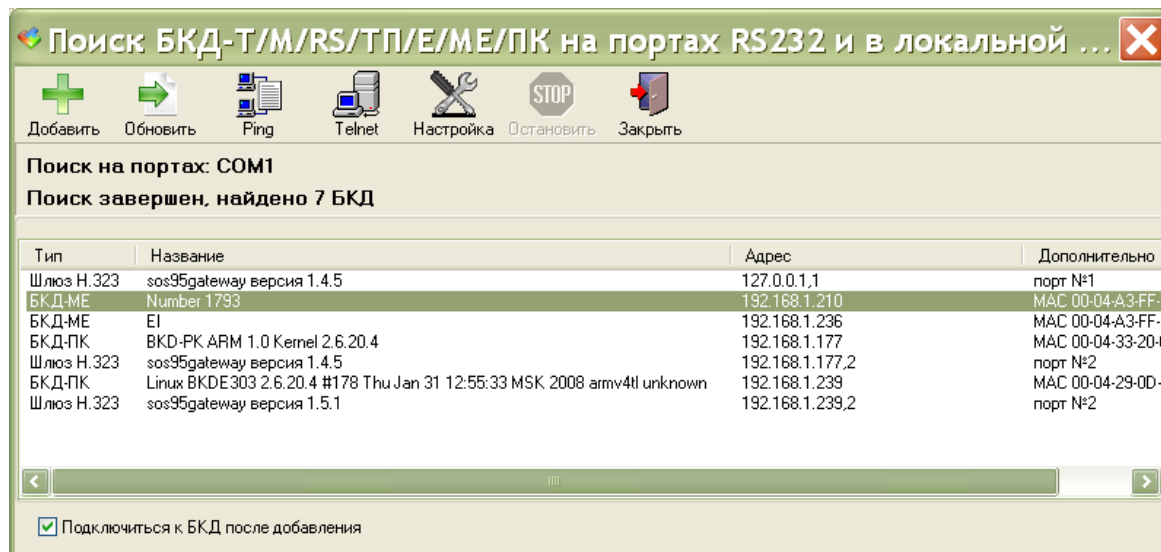 Поиск БКД-Т/М/RS/ТП/Е/МЕ/ПК на портах RS232 и в локальной ...
Добавить Обновить Ping Telnet Настройка STOP Остановить Закрыть
Поиск на портах: COM1
Поиск завершен, найдено 7 БКД
Тип Название Адрес Дополнительно
Шлюз H.323 sos95gateway версия 1.4.5 127.0.0.1,1 порт №1
БКД-МЕ Number 1793 192.168.1.210 MAC 00-04-A3-FF-
БКД-МЕ EI 192.168.1.236 MAC 00-04-A3-FF-
БКД-ПК BKD-PK ARM 1.0 Kernel 2.6.20.4 192.168.1.177 MAC 00-04-33-20-
Шлюз H.323 sos95gateway версия 1.4.5 192.168.1.177,2 порт №2
БКД-ПК Linux BKDE303 2.6.20.4 #178 Thu Jan 31 12:55:33 MSK 2008 armv4tl unknown 192.168.1.239 MAC 00-04-29-0D-
Шлюз H.323 sos95gateway версия 1.5.1 192.168.1.239,2 порт №2
Подключиться к БКД после добавления